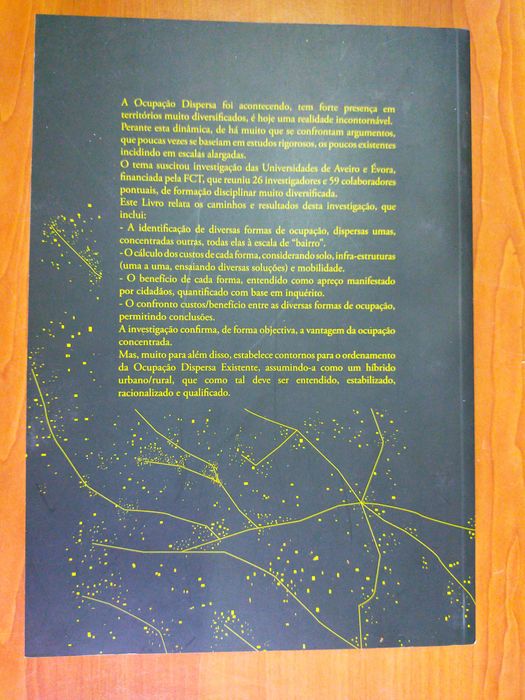 A Ocupação Dispersa foi acontecendo, tem forte presença em
territórios muito diversificados, é hoje uma realidade incontornável.
Perante esta dinâmica, de há muito que se confrontam argumentos,
que poucas vezes se baseiam em estudos rigorosos, os poucos existentes
incidindo em escalas alargadas.
O tema suscitou investigação das Universidades de Aveiro e Évora,
financiada pela FCT, que reuniu 26 investigadores e 59 colaboradores
pontuais, de formação disciplinar muito diversificada.
Este Livro relata os caminhos e resultados desta investigação, que
inclui:
- A identificação de diversas formas de ocupação, dispersas umas,
concentradas outras, todas elas à escala de “bairro”.
- O cálculo dos custos de cada forma, considerando solo, infra-estruturas
(uma a uma, ensaiando diversas soluções) e mobilidade.
- O benefício de cada forma, entendido como apreço manifestado
por cidadãos, quantificado com base em inquérito.
- O confronto custos/benefício entre as diversas formas de ocupação,
permitindo conclusões.
A investigação confirma, de forma objectiva, a vantagem da ocupação
concentrada.
Mas, muito para além disso, estabelece contornos para o ordenamento
da Ocupação Dispersa Existente, assumindo-a como um híbrido
urbano/rural, que como tal deve ser entendido, estabilizado,
racionalizado e qualificado.